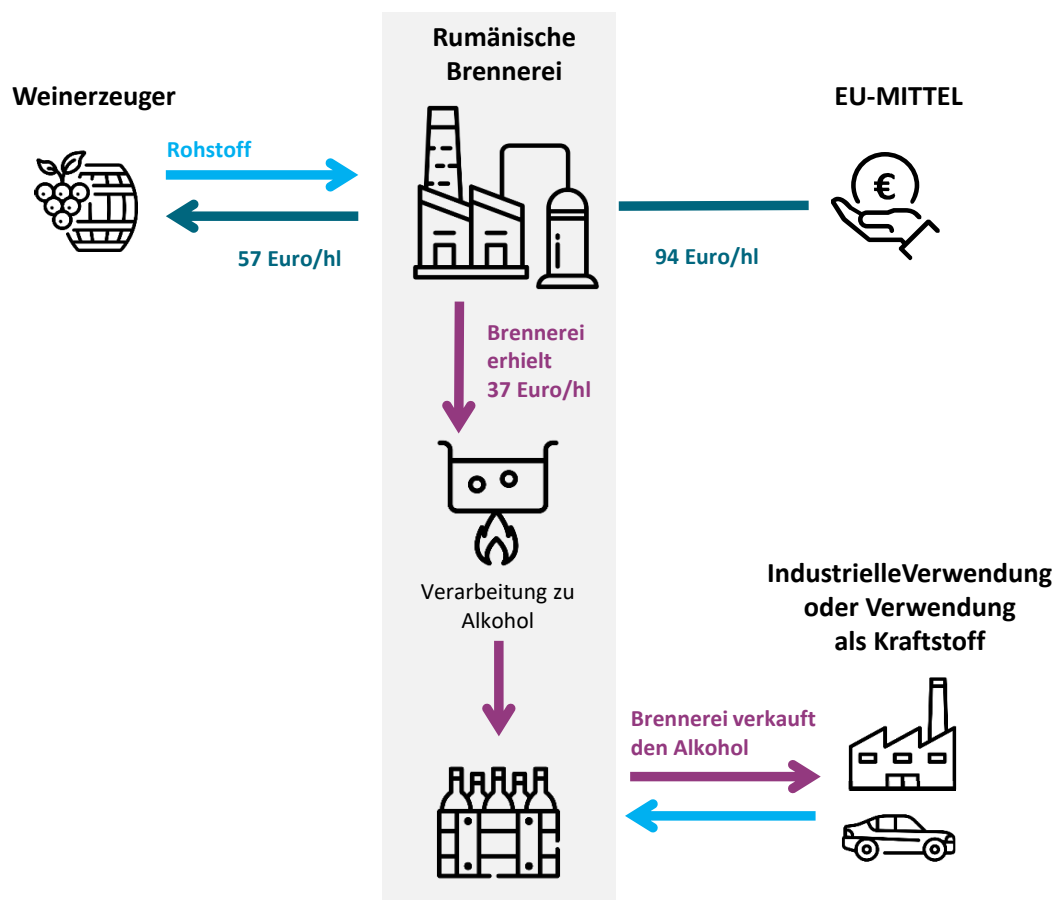 Rumänische
Brennerei
Weinerzeuger
EU-MITTEL
Rohstoff
€
57 Euro/hl
94 Euro/hl
Brennerei
erhielt
37 Euro/hl
Verarbeitung zu
Alkohol
IndustrielleVerwendung
oder Verwendung
als Kraftstoff
Brennerei verkauft
den Alkohol